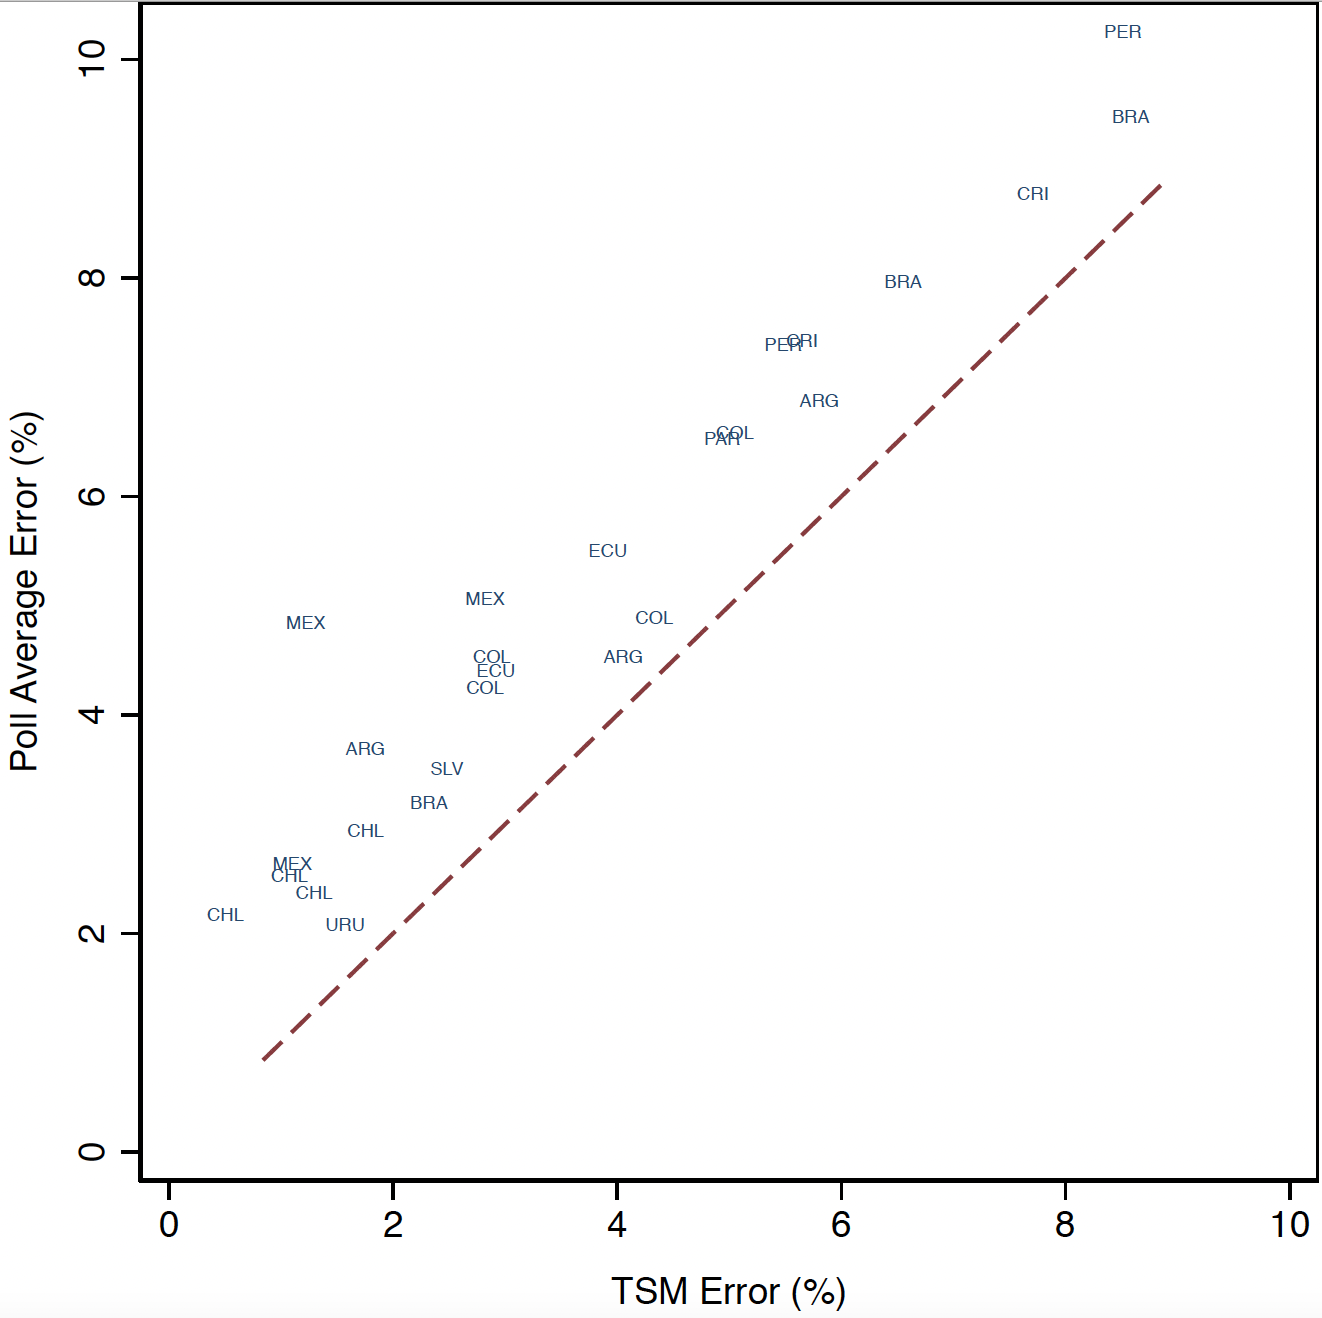 PER
10
BRA
CRI
8
BRA
CRI
PER
ARG
COL
PAR
6
ECU
MEX
COL
MEX
COL
ARG
ECU
COL
4
ARG
SLV
BRA
CHL
MEX
CHL
CHL
CHL
URU
2
0
Poll Average Error (%)
0 2 4 6 8 10
TSM Error (%)